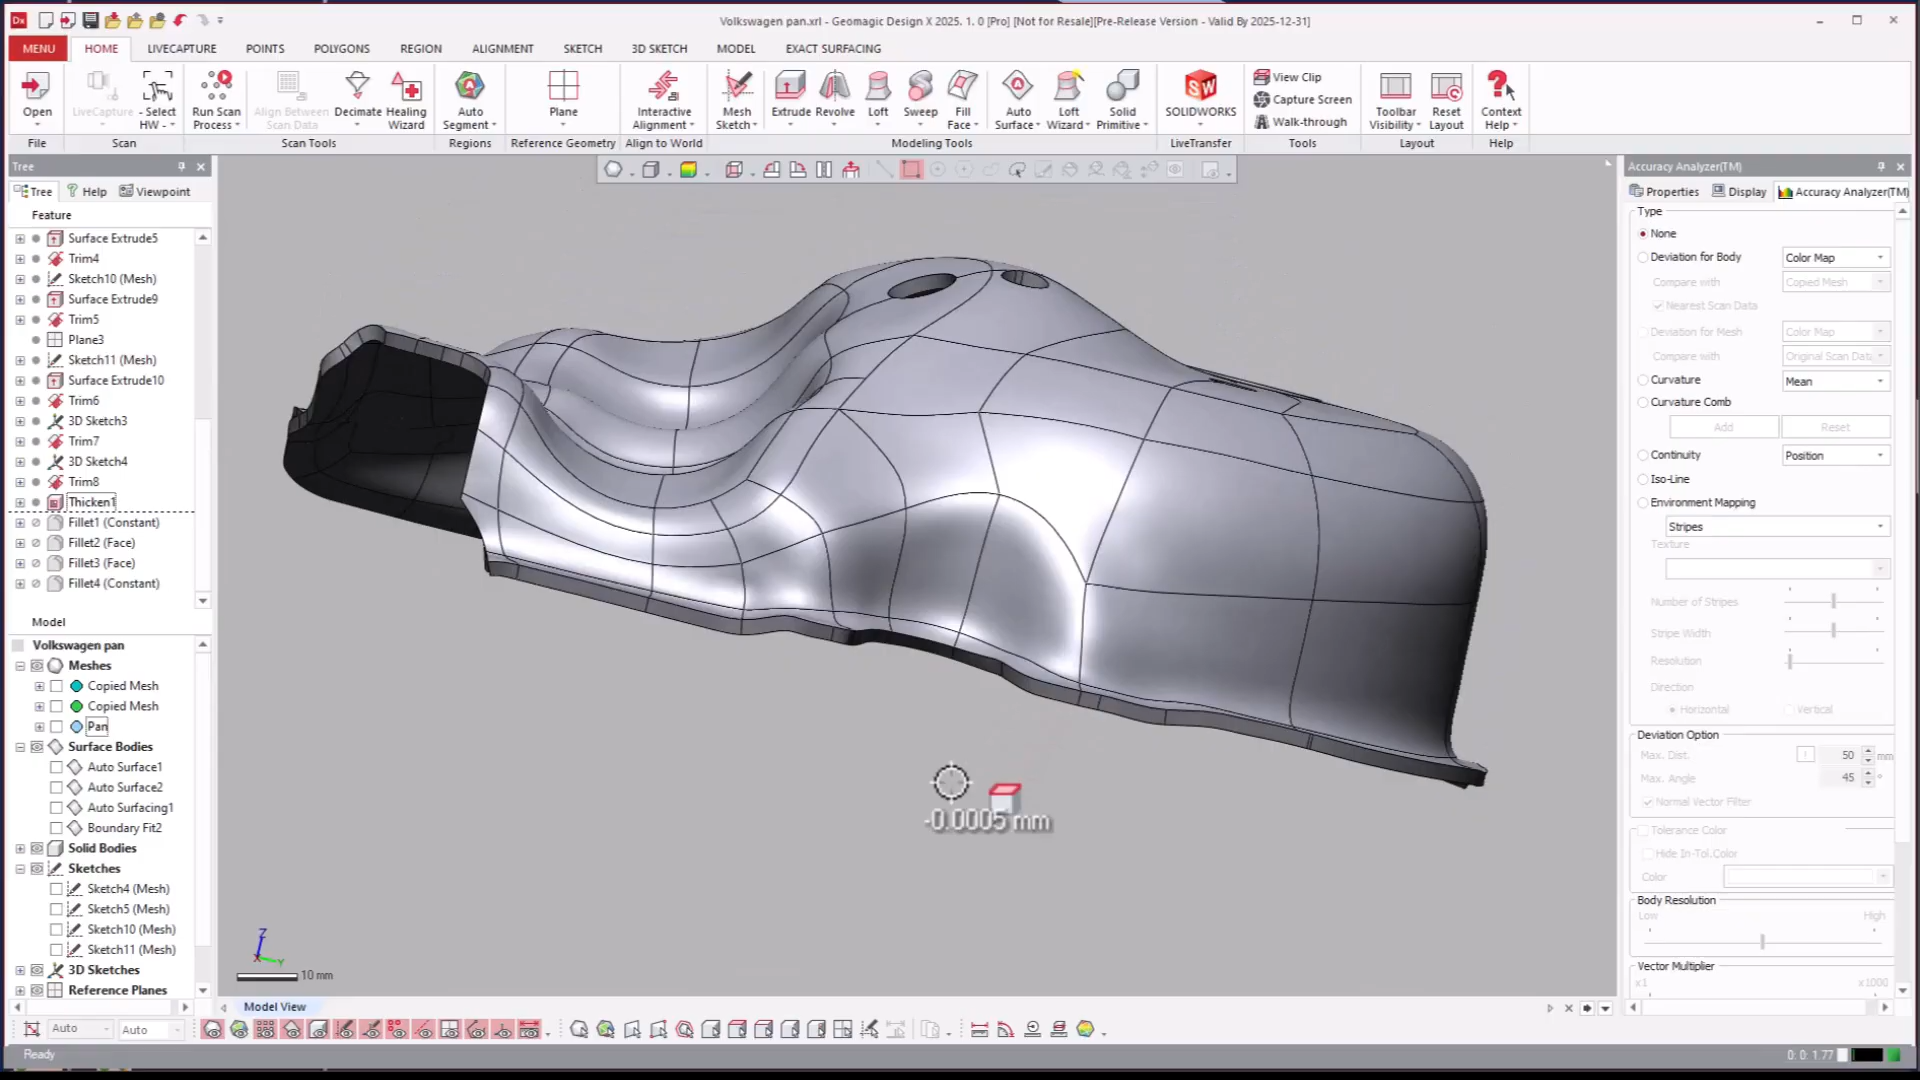 Volkswagen pan.xrl - Geomagic Design X 2025. 1. 0 [Pro] [Not for Resale][Pre-Release Version - Valid By 2025-12-31]
MENU HOME LIVECAPTURE POINTS POLYGONS REGION ALIGNMENT SKETCH 3D SKETCH MODEL EXACT SURFACING
Open
LiveCapture
Select HW
Run Scan Process
Align Between Scan Data
Decimate
Healing Wizard
Auto Segment
Plane
Interactive Alignment
Mesh Sketch
Extrude
Revolve
Loft
Sweep
Fill Face
Auto Surface
Loft Wizard
Solid Primitive
SOLIDWORKS
View Clip
Capture Screen
Walk-through
Toolbar Visibility
Reset Layout
Context Help
File Scan Scan Tools Regions Reference Geometry Align to World Modeling Tools LiveTransfer Tools Layout Help
Tree
Tree Help Viewpoint
Feature
Surface Extrude5
Trim4
Sketch10 (Mesh)
Surface Extrude9
Trim5
Plane3
Sketch11 (Mesh)
Surface Extrude10
Trim6
3D Sketch3
Trim7
3D Sketch4
Trim8
Thicken1
Fillet1 (Constant)
Fillet2 (Face)
Fillet3 (Face)
Fillet4 (Constant)
Model
Volkswagen pan
Meshes
Copied Mesh
Copied Mesh
Pan
Surface Bodies
Auto Surface1
Auto Surface2
Auto Surfacing1
Boundary Fit2
Solid Bodies
Sketches
Sketch4 (Mesh)
Sketch5 (Mesh)
Sketch10 (Mesh)
Sketch11 (Mesh)
3D Sketches
Reference Planes
-0.0005 mm
Z
X
Y
10 mm
Model View
Auto Auto
Ready
0: 0: 1.77
Accuracy Analyzer(TM)
Properties Display Accuracy Analyzer(TM)
Type
None
Deviation for Body Color Map
Compare with Copied Mesh
Nearest Scan Data
Deviation for Mesh Color Map
Compare with Original Scan Data
Curvature Mean
Curvature Comb
Add Reset
Continuity Position
Iso-Line
Environment Mapping
Stripes
Texture
Number of Stripes
Stripe Width
Resolution
Direction
Horizontal Vertical
Deviation Option
Max. Dist. 50 mm
Max. Angle 45 °
Normal Vector Filter
Tolerance Color
Hide In-Tol.Color
Color
Body Resolution
Low High
Vector Multiplier
x1 x1000